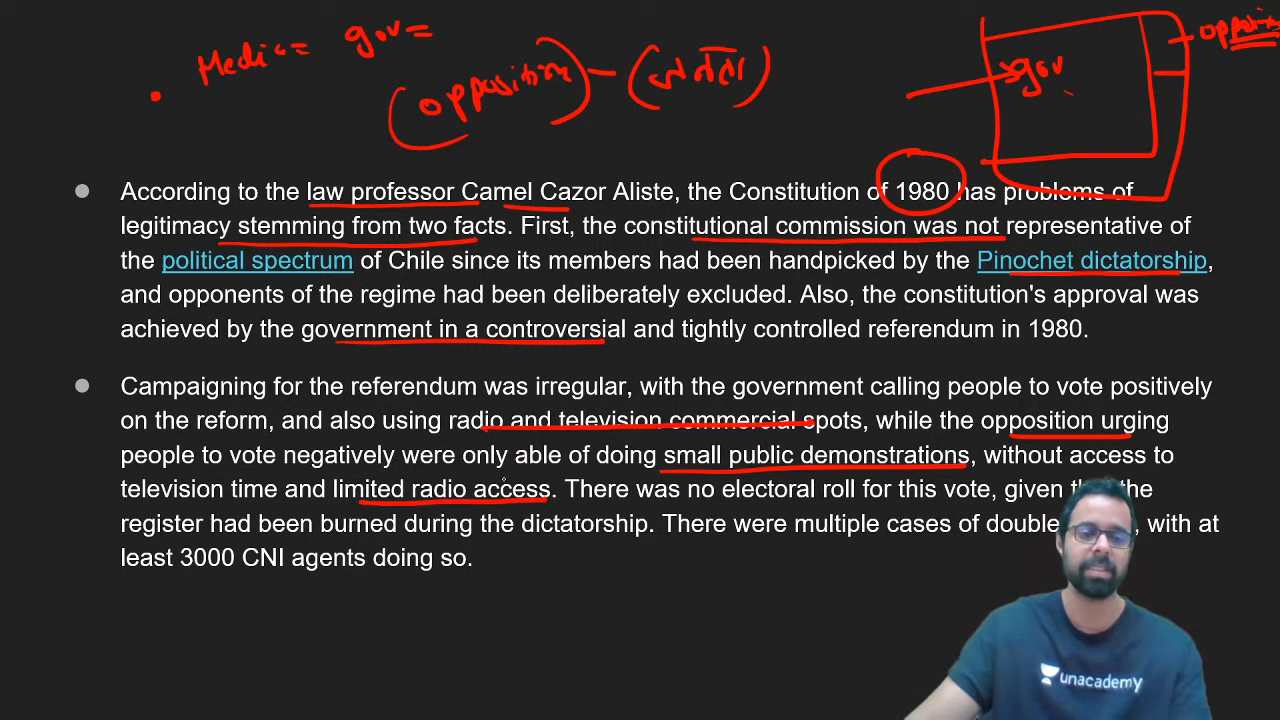 Media= gov=
(opposition) - (जनता)
gov
According to the law professor Camel Cazor Aliste, the Constitution of 1980 has problems of
legitimacy stemming from two facts. First, the constitutional commission was not representative of
the political spectrum of Chile since its members had been handpicked by the Pinochet dictatorship,
and opponents of the regime had been deliberately excluded. Also, the constitution's approval was
achieved by the government in a controversial and tightly controlled referendum in 1980.
Campaigning for the referendum was irregular, with the government calling people to vote positively
on the reform, and also using radio and television commercial spots, while the opposition urging
people to vote negatively were only able of doing small public demonstrations, without access to
television time and limited radio access. There was no electoral roll for this vote, given the
register had been burned during the dictatorship. There were multiple cases of double with at
least 3000 CNI agents doing so.
unacademy